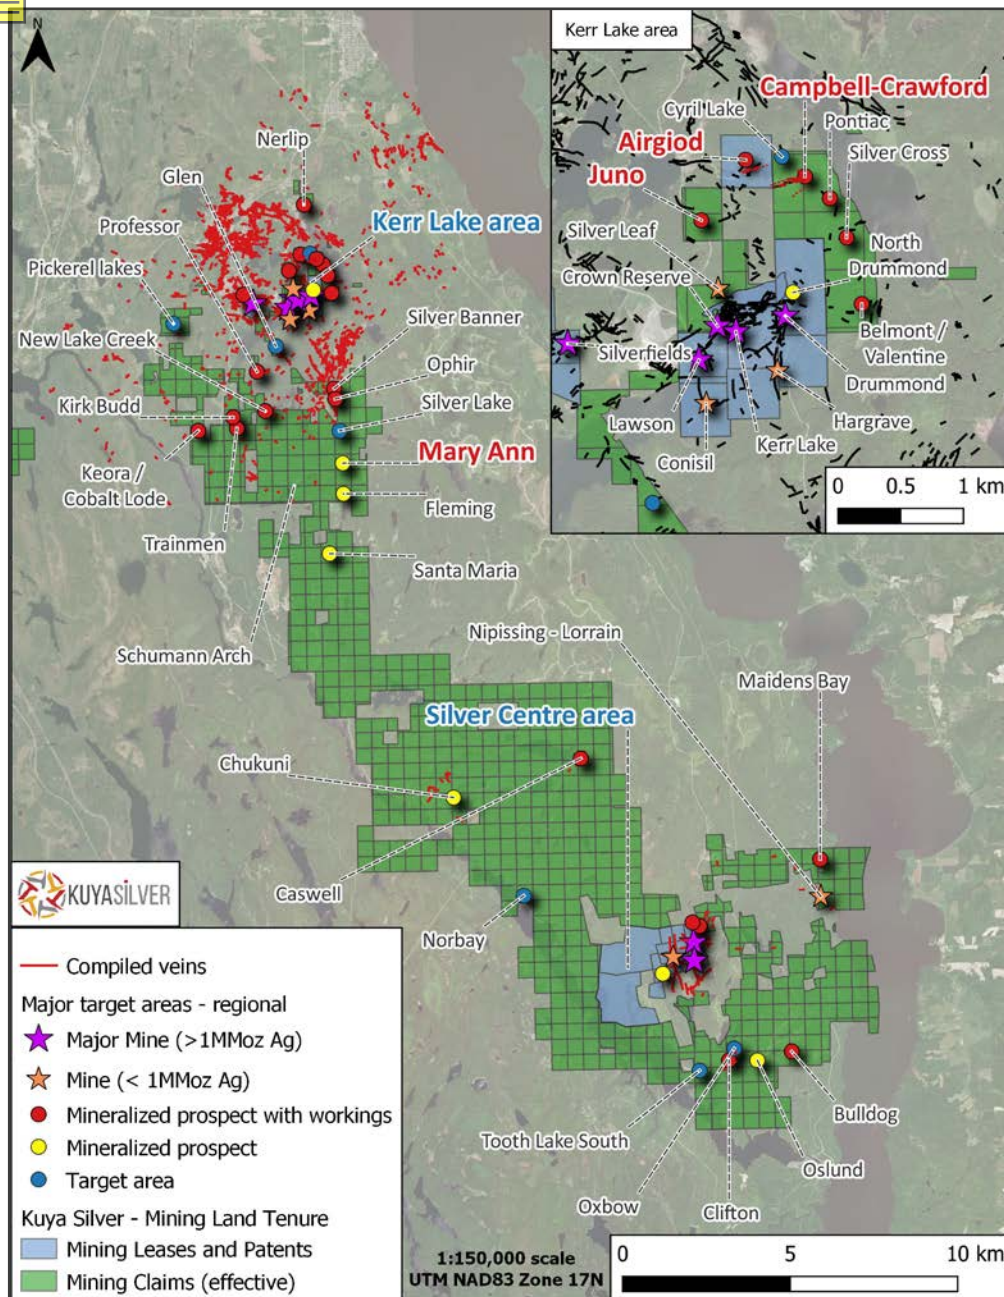 N
Kerr Lake area
Campbell-Crawford
Cyril Lake
Pontiac
Airgiod
Silver Cross
Juno
Silver Leaf
North
Drummond
Crown Reserve
Silverfields
Belmont /
Valentine
Drummond
Lawson
Hargrave
Kerr Lake
Conisil
0 0.5 1 km
Nerlip
Glen
Kerr Lake area
Professor
Pickerel lakes
Silver Banner
New Lake Creek
Ophir
Kirk Budd
Silver Lake
Mary Ann
Keora /
Cobalt Lode
Fleming
Trainmen
Santa Maria
Schumann Arch
Nipissing - Lorrain
Maidens Bay
Silver Centre area
Chukuni
Caswell
KUYASILVER
Norbay
Compiled veins
Major target areas - regional
Major Mine (>1MMoz Ag)
Mine (< 1MMoz Ag)
Mineralized prospect with workings
Mineralized prospect
Target area
Kuya Silver - Mining Land Tenure
Mining Leases and Patents
Mining Claims (effective)
Bulldog
Tooth Lake South
Oslund
Oxbow
Clifton
1:150,000 scale
UTM NAD83 Zone 17N
0 5 10 km